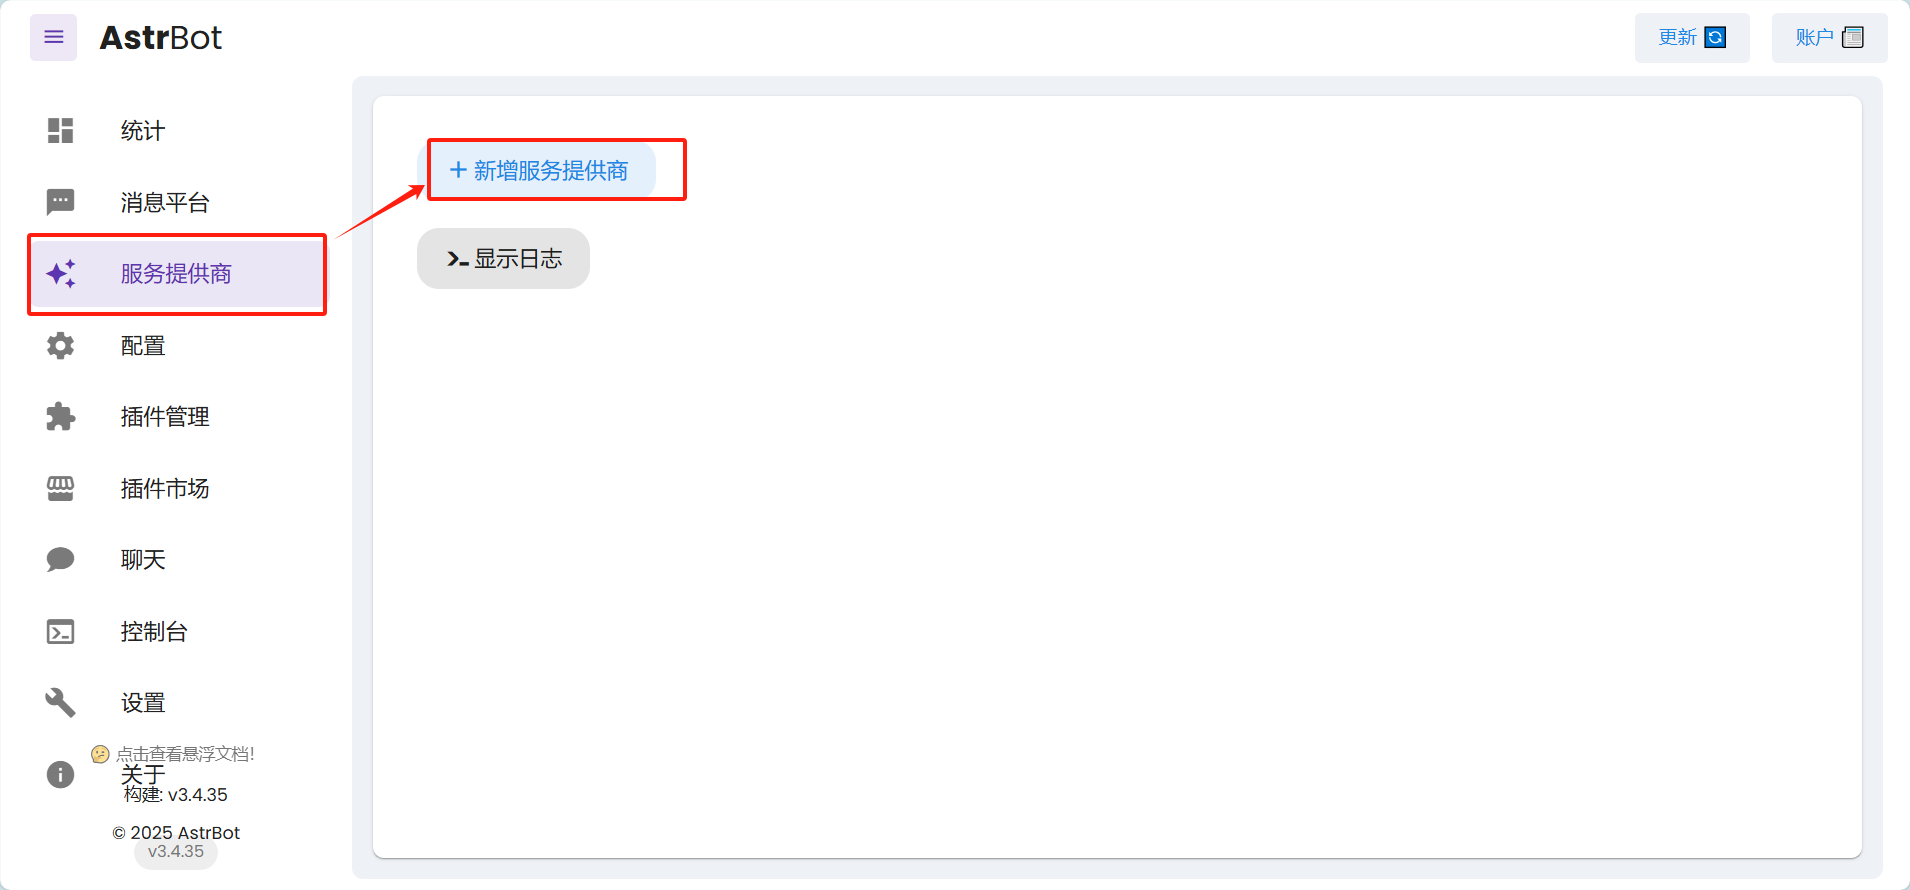 AstrBot
更新
账户
统计
消息平台
服务提供商
配置
插件管理
插件市场
聊天
控制台
设置
点击查看悬浮文档!
关于
构建: v3.4.35
© 2025 AstrBot
v3.4.35
+ 新增服务提供商
显示日志